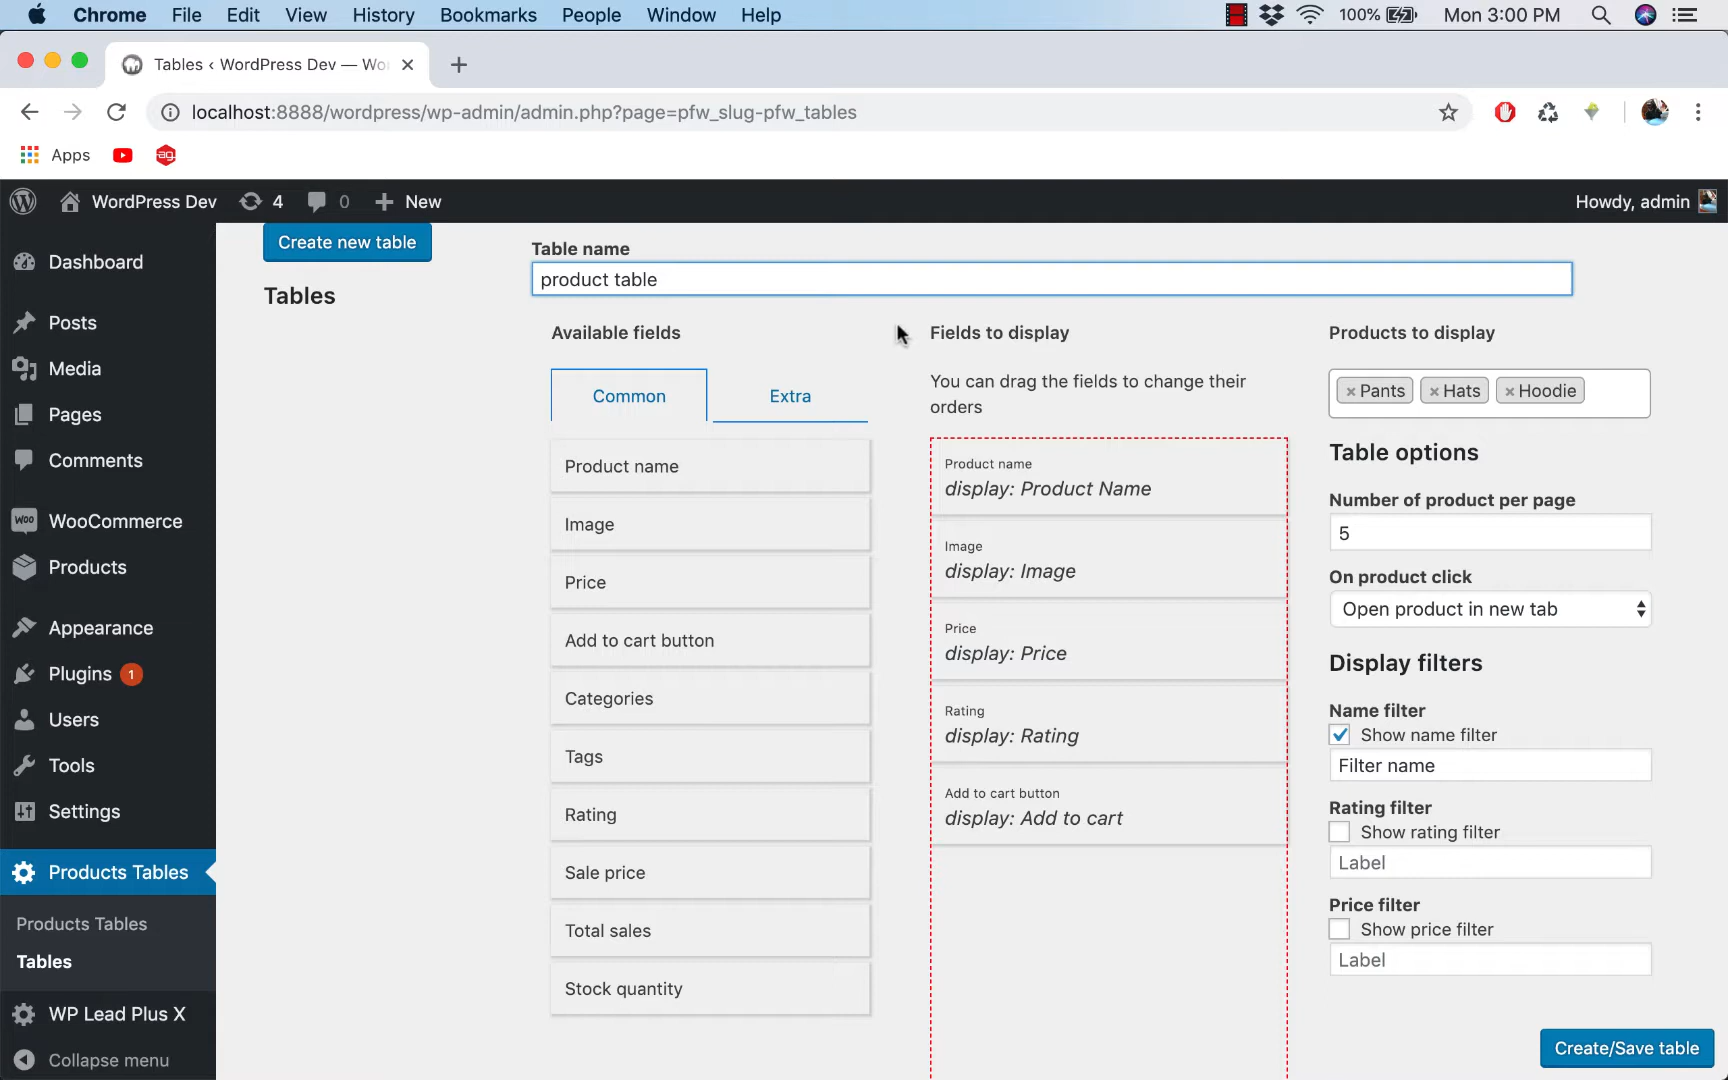 Chrome File Edit View History Bookmarks People Window Help 100% Mon 3:00 PM
Tables ‹ WordPress Dev — Wo
localhost:8888/wordpress/wp-admin/admin.php?page=pfw_slug-pfw_tables
Apps
WordPress Dev 4 0 New Howdy, admin
Dashboard
Posts
Media
Pages
Comments
WooCommerce
Products
Appearance
Plugins 1
Users
Tools
Settings
Products Tables
Products Tables
Tables
WP Lead Plus X
Collapse menu
Create new table
Tables
Table name
product table
Available fields
Common Extra
Product name
Image
Price
Add to cart button
Categories
Tags
Rating
Sale price
Total sales
Stock quantity
Fields to display
You can drag the fields to change their
orders
Product name
display: Product Name
Image
display: Image
Price
display: Price
Rating
display: Rating
Add to cart button
display: Add to cart
Products to display
× Pants × Hats × Hoodie
Table options
Number of product per page
5
On product click
Open product in new tab
Display filters
Name filter
Show name filter
Filter name
Rating filter
Show rating filter
Label
Price filter
Show price filter
Label
Create/Save table